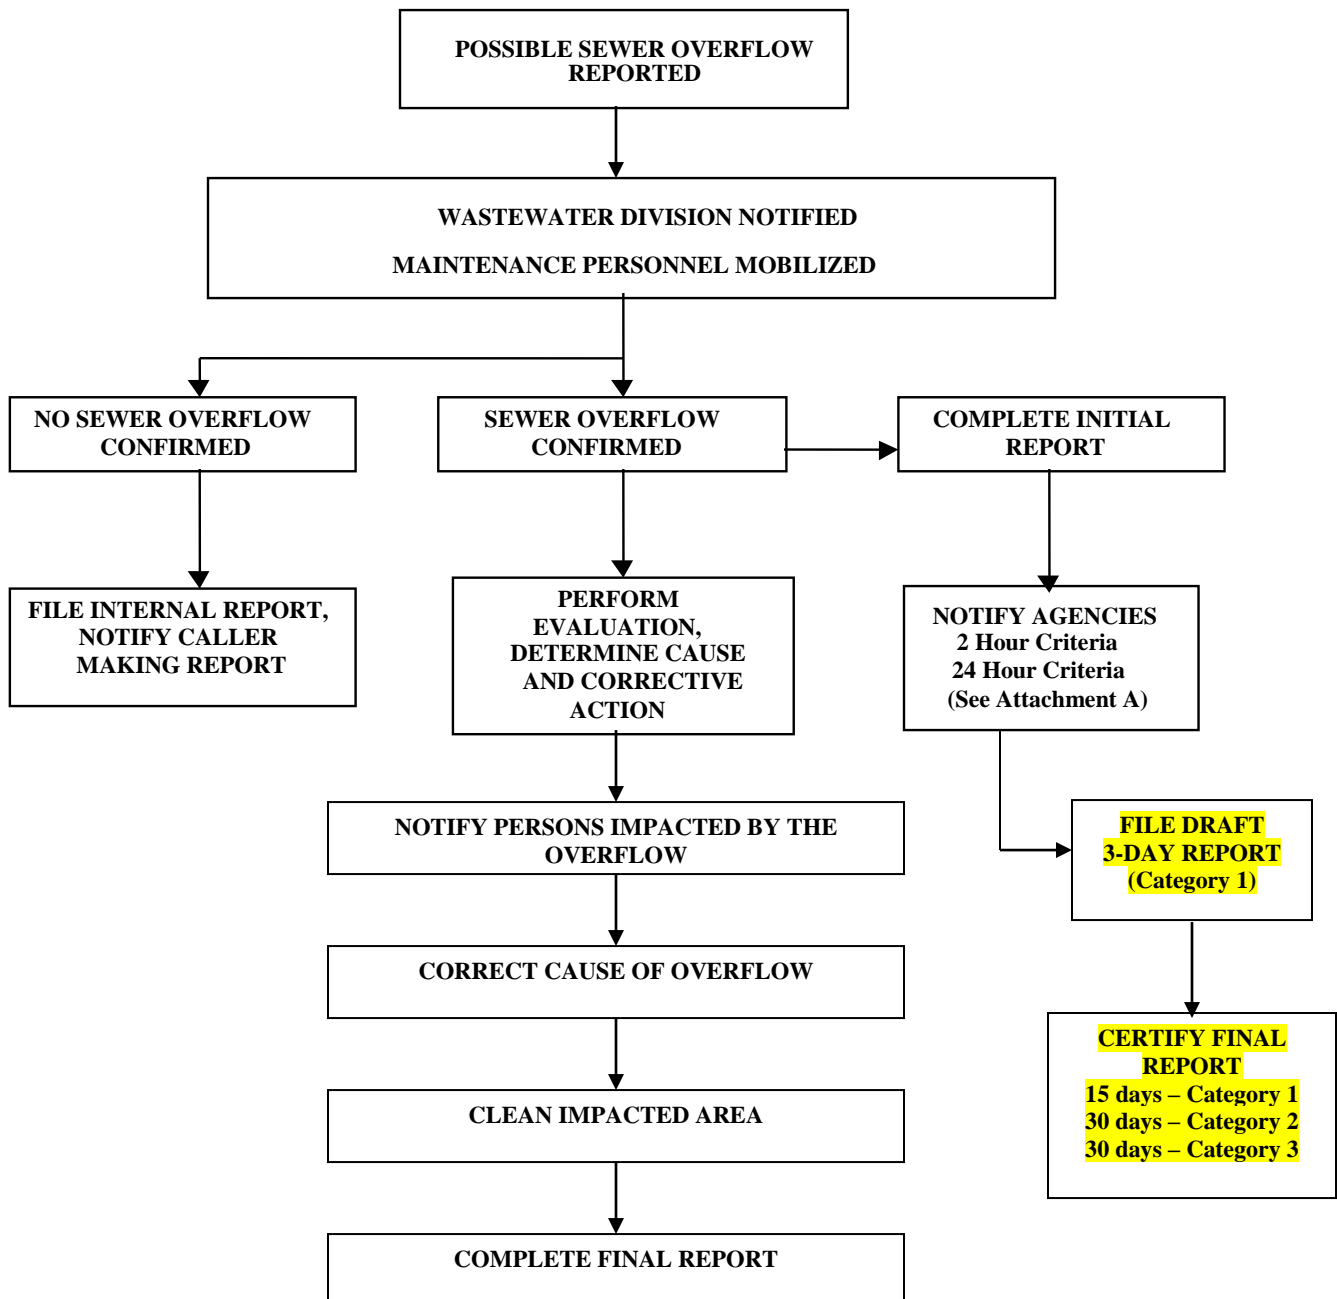 POSSIBLE SEWER OVERFLOW
REPORTED
WASTEWATER DIVISION NOTIFIED
MAINTENANCE PERSONNEL MOBILIZED
NO SEWER OVERFLOW
CONFIRMED
SEWER OVERFLOW
CONFIRMED
COMPLETE INITIAL
REPORT
FILE INTERNAL REPORT,
NOTIFY CALLER
MAKING REPORT
PERFORM
EVALUATION,
DETERMINE CAUSE
AND CORRECTIVE
ACTION
NOTIFY AGENCIES
2 Hour Criteria
24 Hour Criteria
(See Attachment A)
NOTIFY PERSONS IMPACTED BY THE
OVERFLOW
FILE DRAFT
3-DAY REPORT
(Category 1)
CORRECT CAUSE OF OVERFLOW
CERTIFY FINAL
REPORT
15 days – Category 1
30 days – Category 2
30 days – Category 3
CLEAN IMPACTED AREA
COMPLETE FINAL REPORT